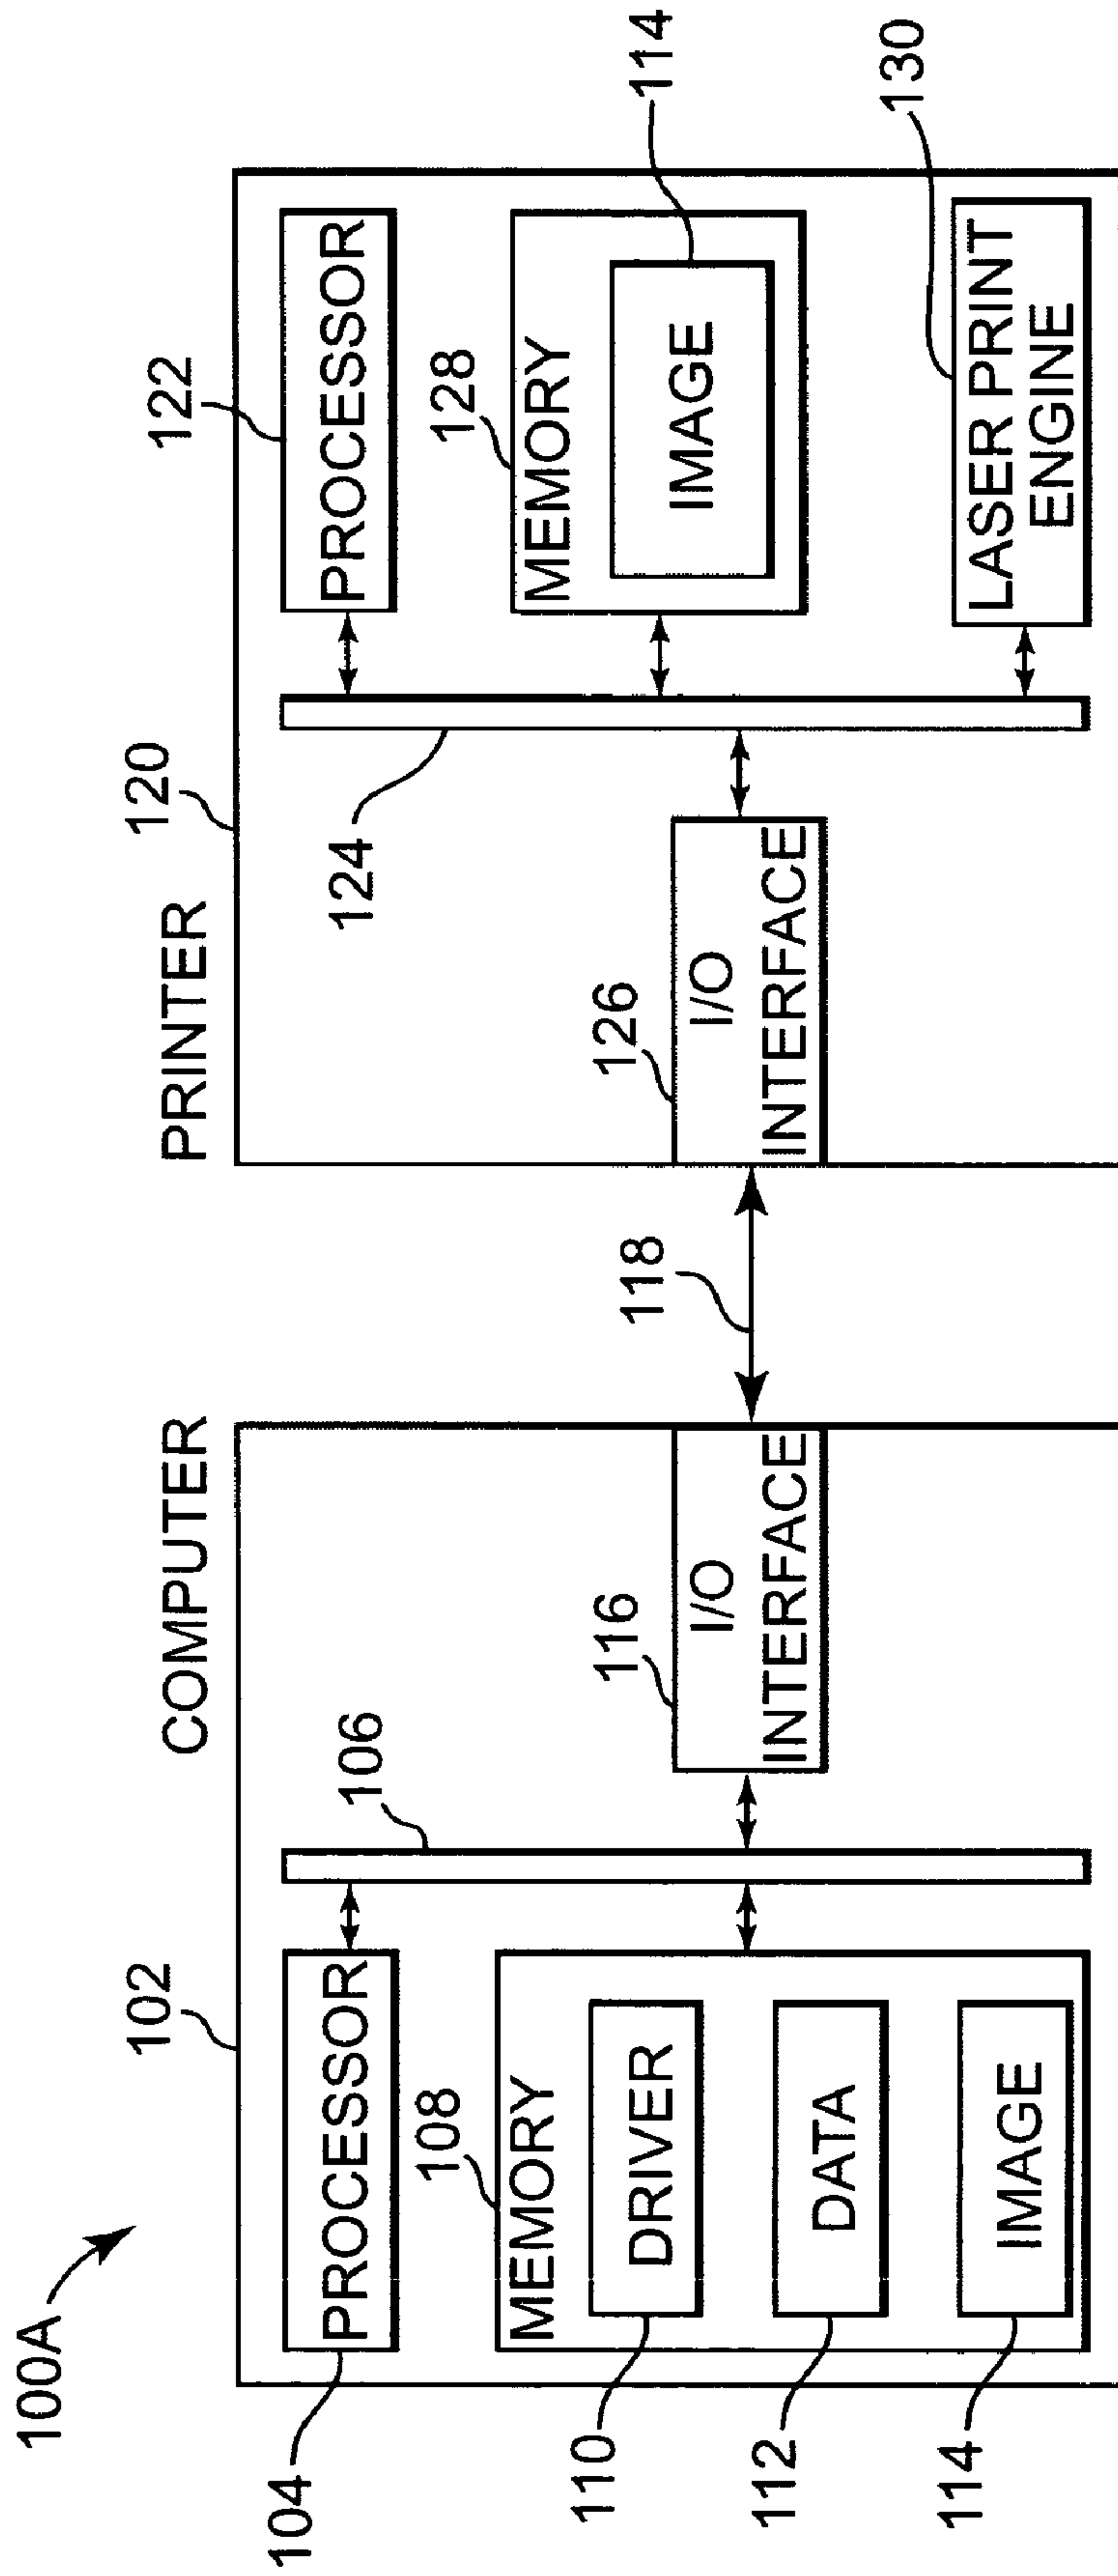 100A
COMPUTER
102
104
PROCESSOR
106
108
MEMORY
110
DRIVER
112
DATA
114
IMAGE
116
I/O
INTERFACE
118
PRINTER
120
122
PROCESSOR
124
126
I/O
INTERFACE
128
MEMORY
IMAGE
114
LASER PRINT
ENGINE
130